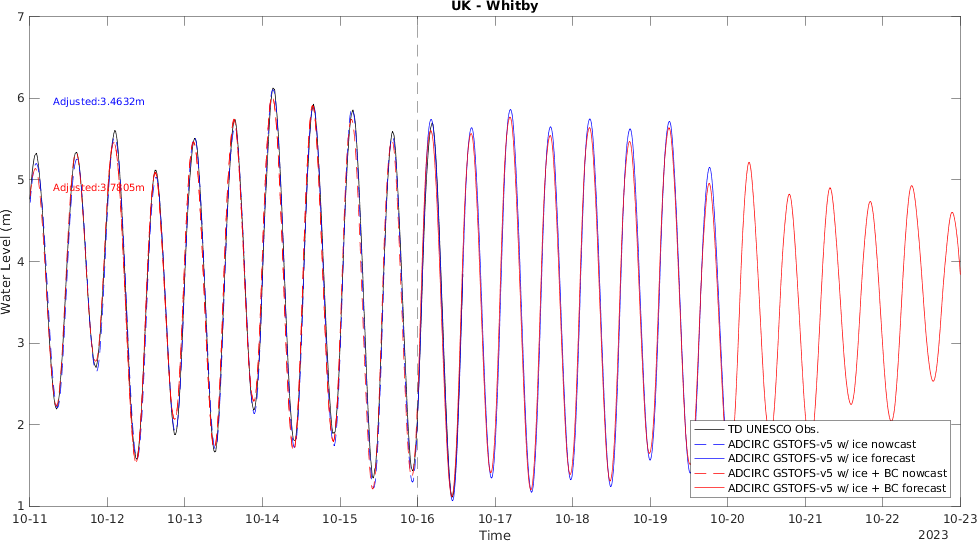 UK - Whitby
7
6
5
4
3
2
1
Water Level (m)
Adjusted:3.4632m
Adjusted:3.7805m
TD UNESCO Obs.
ADCIRC GSTOFS-v5 w/ ice nowcast
ADCIRC GSTOFS-v5 w/ ice forecast
ADCIRC GSTOFS-v5 w/ ice + BC nowcast
ADCIRC GSTOFS-v5 w/ ice + BC forecast
10-11 10-12 10-13 10-14 10-15 10-16 10-17 10-18 10-19 10-20 10-21 10-22 10-23
Time
2023